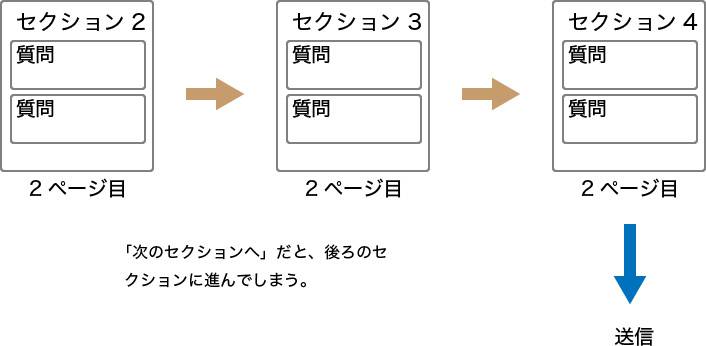 セクション 2
質問
質問
2 ページ目
セクション 3
質問
質問
2 ページ目
セクション 4
質問
質問
2 ページ目
「次のセクションへ」だと、後ろのセ
クションに進んでしまう。
送信